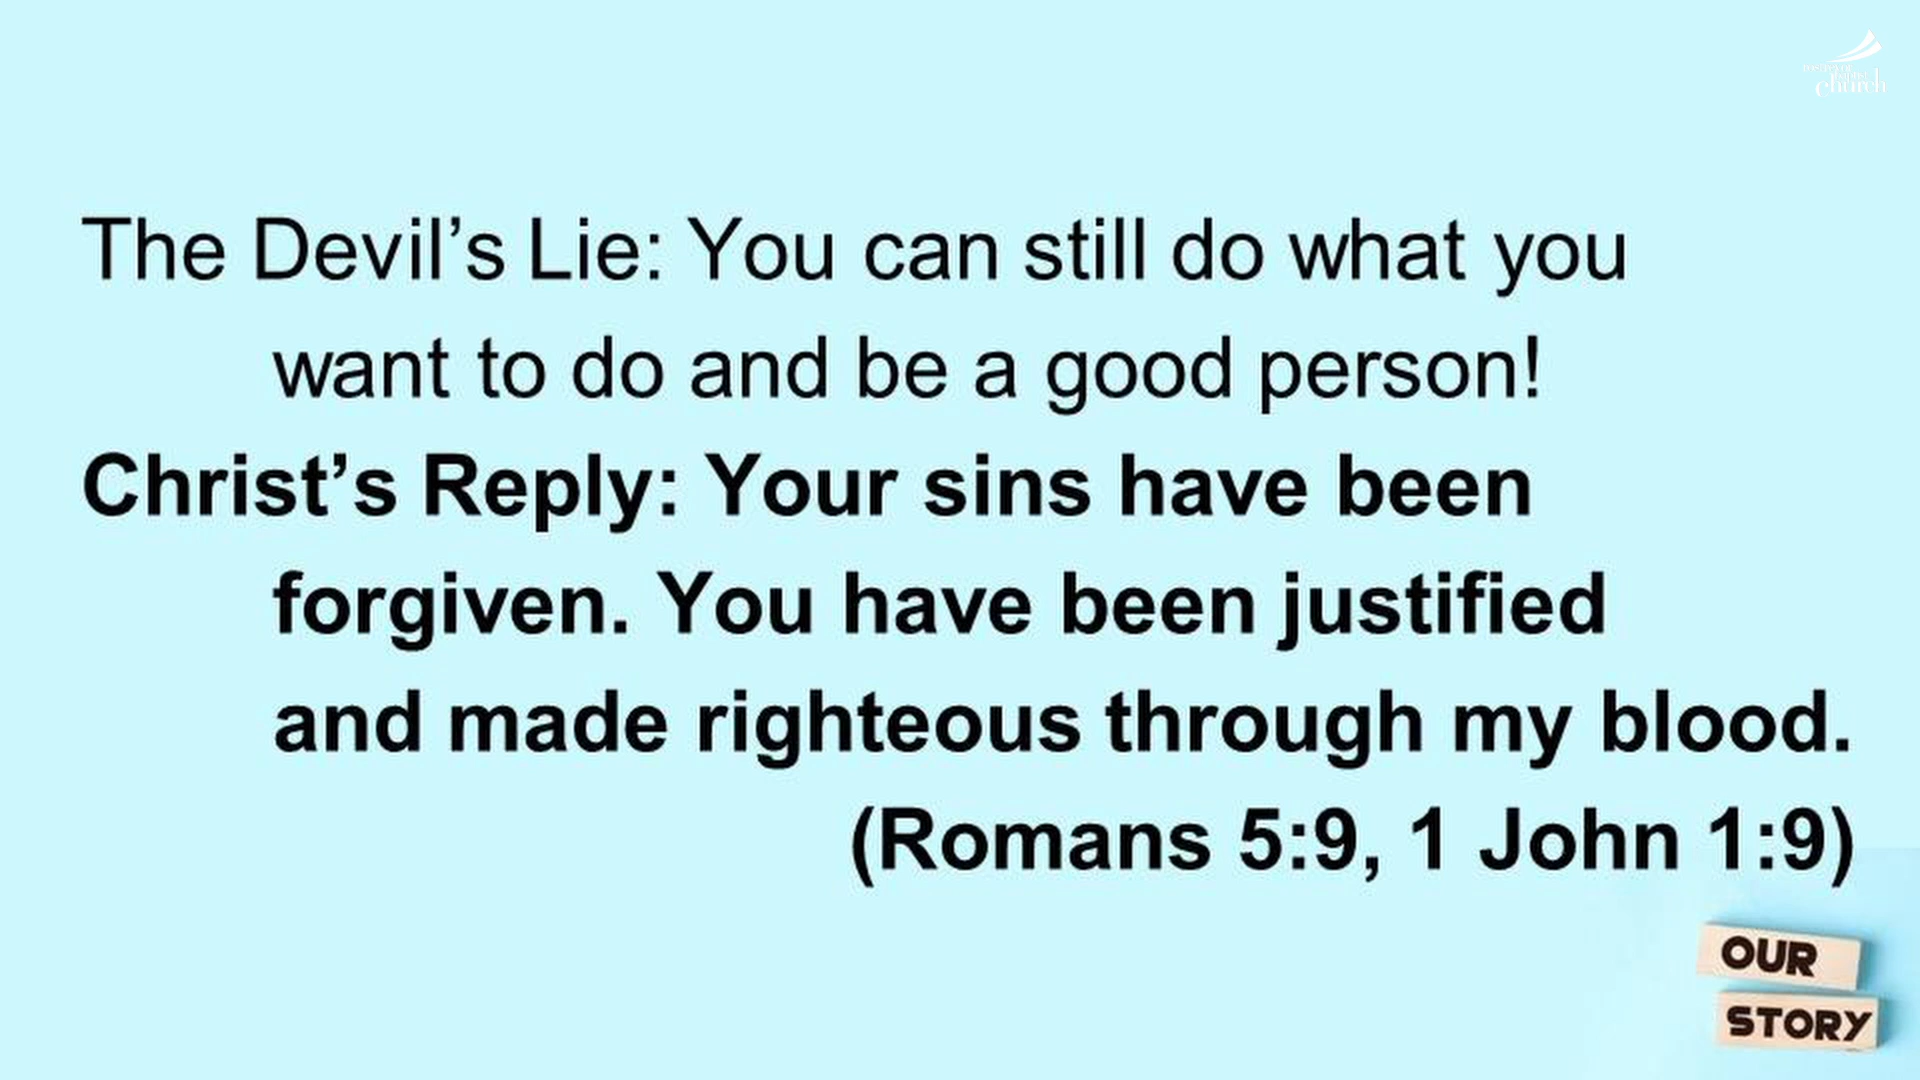 church
The Devil’s Lie: You can still do what you
want to do and be a good person!
Christ’s Reply: Your sins have been
forgiven. You have been justified
and made righteous through my blood.
(Romans 5:9, 1 John 1:9)
OUR
STORY